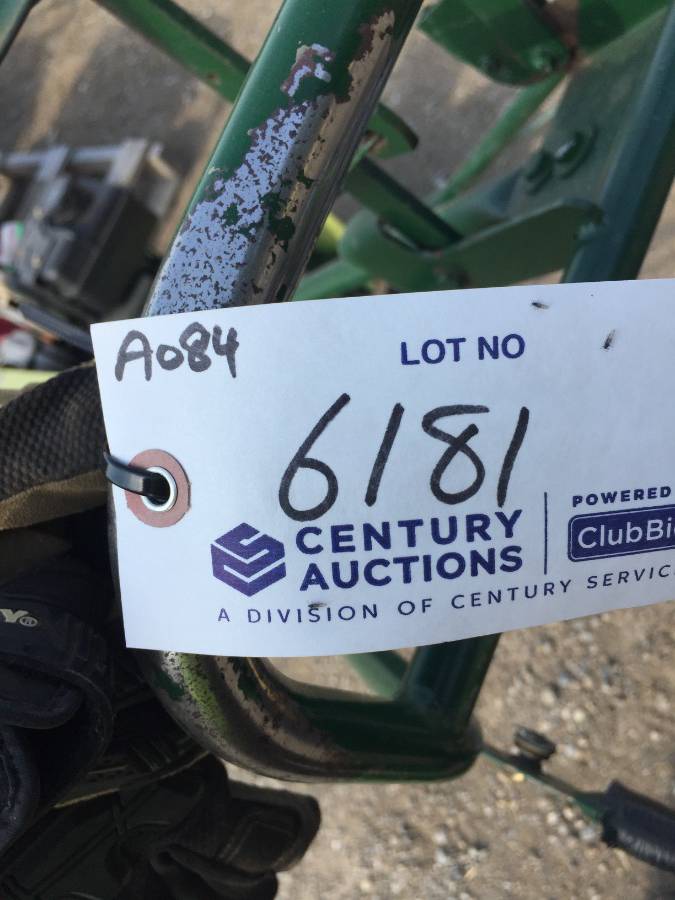 A084
LOT NO
6181
CENTURY
AUCTIONS
POWERED
ClubBi
A DIVISION OF CENTURY SERVIC
Y®